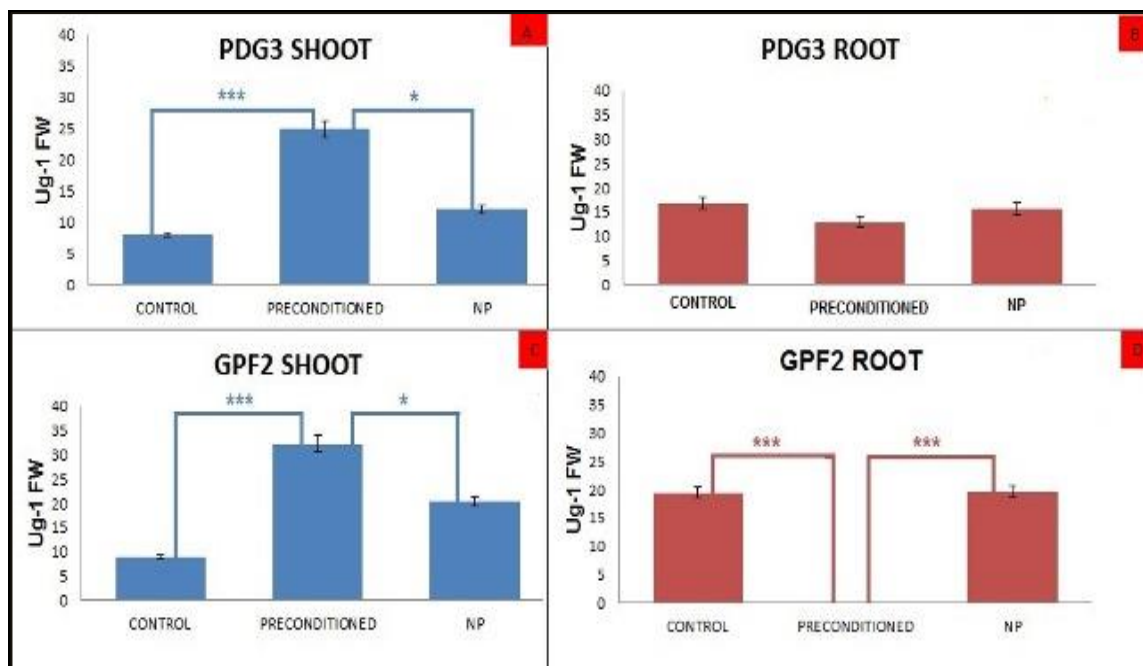 A
PDG3 SHOOT
Ug-1 FW
40
35
30
25
20
15
10
5
0
***
*
CONTROL PRECONDITIONED NP
B
PDG3 ROOT
Ug-1 FW
40
35
30
25
20
15
10
5
0
CONTROL PRECONDITIONED NP
C
GPF2 SHOOT
Ug-1 FW
40
35
30
25
20
15
10
5
0
***
*
CONTROL PRECONDITIONED NP
D
GPF2 ROOT
Ug-1 FW
40
35
30
25
20
15
10
5
0
***
***
CONTROL PRECONDITIONED NP